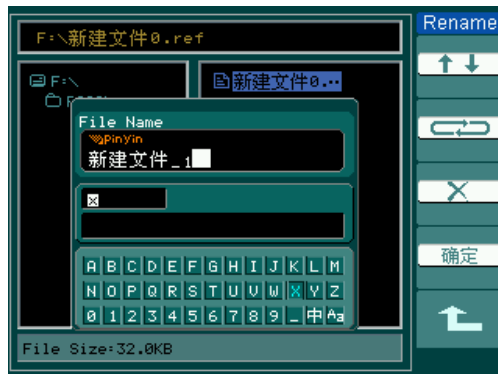 Rename
F:\新建文件0.ref
F:\
新建文件0.··
File Name
PinYin
新建文件_1
x
A B C D E F G H I J K L M
N O P Q R S T U V W X Y Z
0 1 2 3 4 5 6 7 8 9 _ 中 Aa
确定
File Size:32.0KB